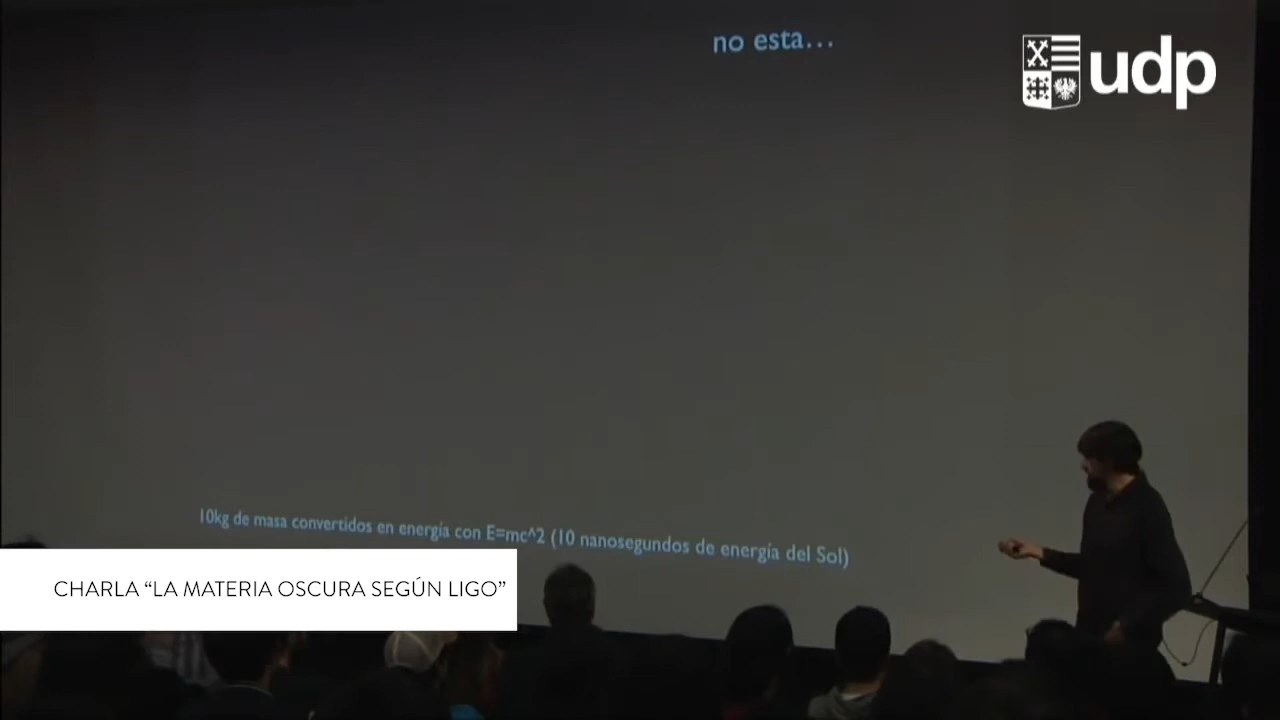 no esta...
udp
10kg de masa convertidos en energía con E=mc^2 (10 nanosegundos de energía del Sol)
CHARLA “LA MATERIA OSCURA SEGÚN LIGO”